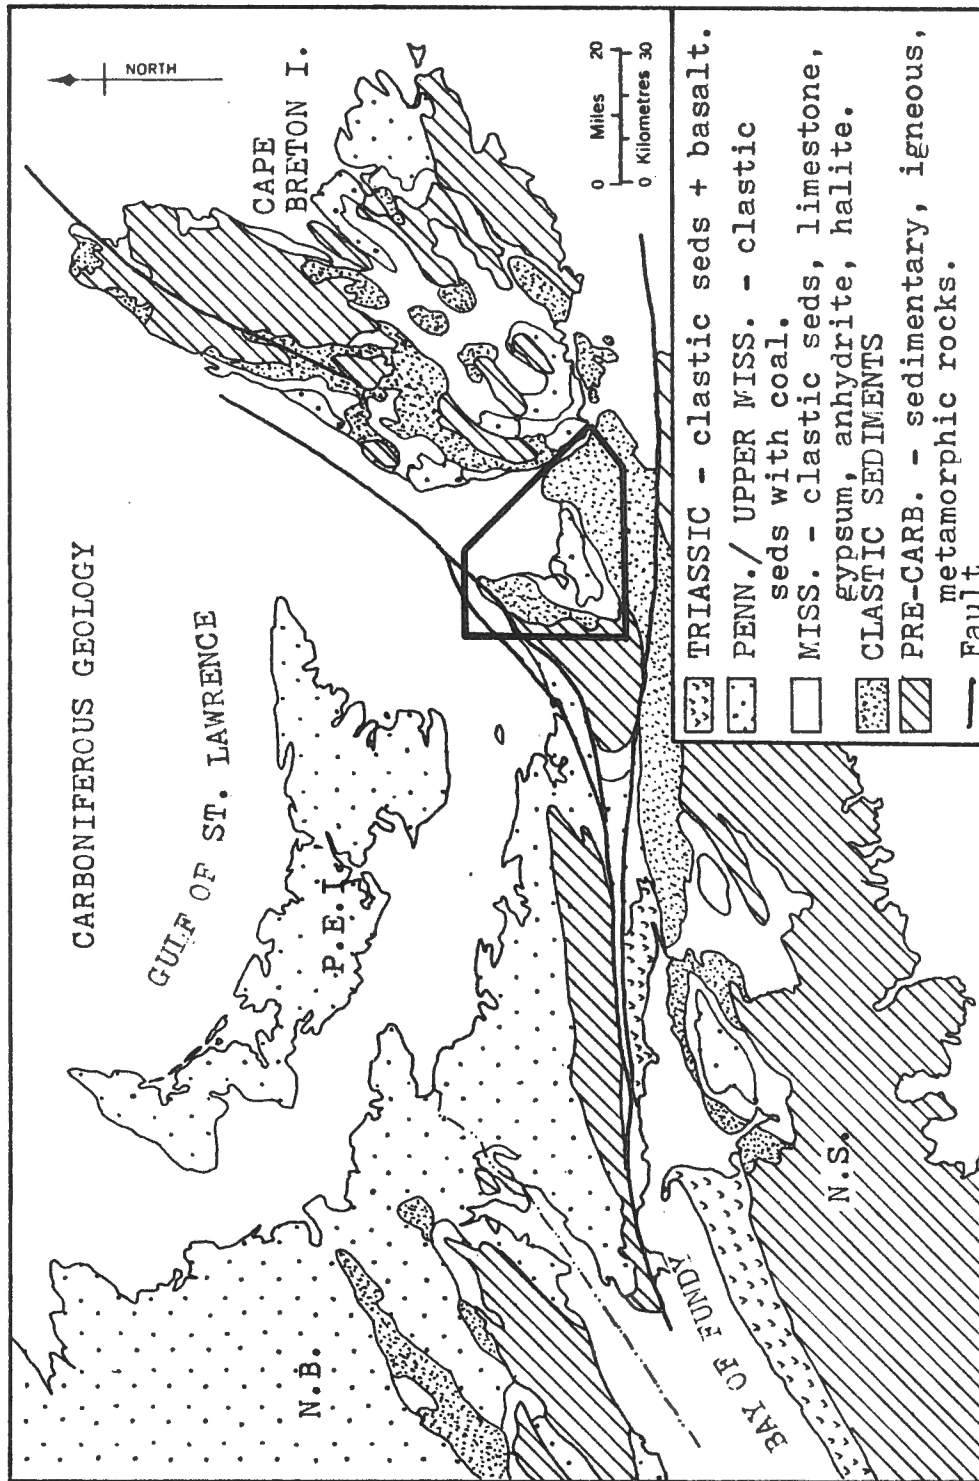 CARBONIFEROUS GEOLOGY
GULF OF ST. LAWRENCE
P.E.I.
N.B.
BAY OF FUNDY
N.S.
CAPE
BRETON I.
NORTH
Miles
0 20
0 30
Kilometres
TRIASSIC - clastic seds + basalt.
PENN./ UPPER MISS. - clastic
seds with coal.
MISS. - clastic seds, limestone,
gypsum, anhydrite, halite.
CLASTIC SEDIMENTS
PRE-CARB. - sedimentary, igneous,
metamorphic rocks.
Fault